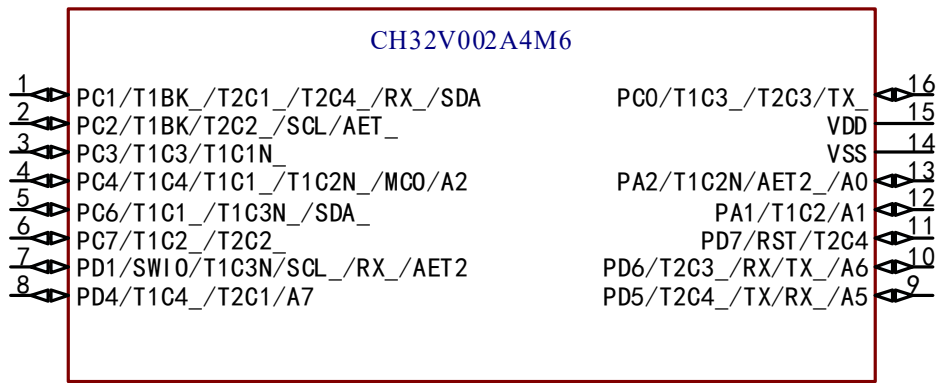 CH32V002A4M6
1 PC1/T1BK_/T2C1_/T2C4_/RX_/SDA
2 PC2/T1BK/T2C2_/SCL/AET_
3 PC3/T1C3/T1C1N_
4 PC4/T1C4/T1C1_/T1C2N_/MCO/A2
5 PC6/T1C1_/T1C3N_/SDA_
6 PC7/T1C2_/T2C2_
7 PD1/SWIO/T1C3N/SCL_/RX_/AET2
8 PD4/T1C4_/T2C1/A7
PC0/T1C3_/T2C3/TX_ 16
VDD 15
VSS 14
PA2/T1C2N/AET2_/A0 13
PA1/T1C2/A1 12
PD7/RST/T2C4 11
PD6/T2C3_/RX/TX_/A6 10
PD5/T2C4_/TX/RX_/A5 9